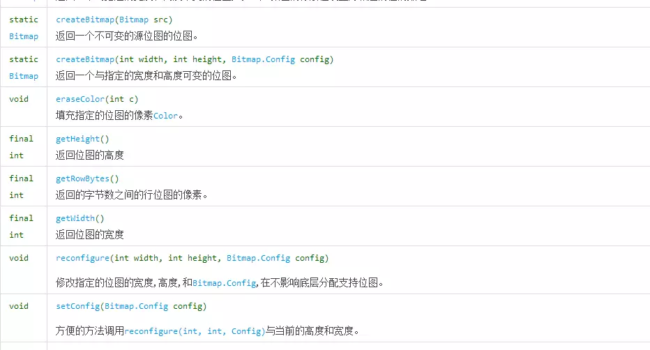 static createBitmap(Bitmap src)
Bitmap 返回一个不可变的源位图的位图。
static createBitmap(int width, int height, Bitmap.Config config)
Bitmap 返回一个与指定的宽度和高度可变的位图。
void eraseColor(int c)
填充指定的位图的像素Color。
final getHeight()
int 返回位图的高度
final getRowBytes()
int 返回的字节数之间的行位图的像素。
final getWidth()
int 返回位图的宽度
void reconfigure(int width, int height, Bitmap.Config config)
修改指定的位图的宽度,高度,和Bitmap.Config,在不影响底层分配支持位图。
void setConfig(Bitmap.Config config)
方便的方法调用reconfigure(int, int, Config)与当前的高度和宽度。